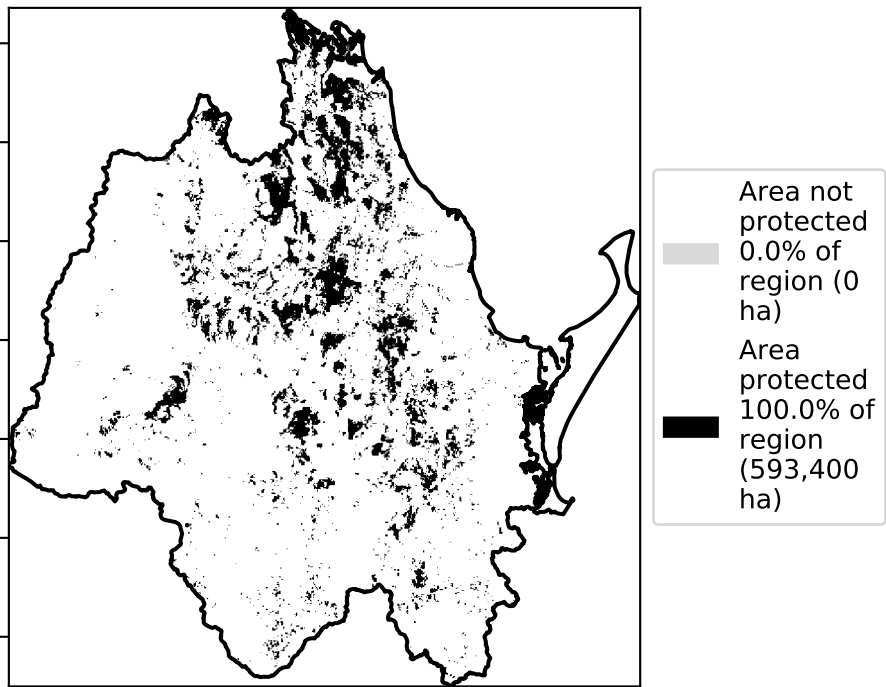 Area not
protected
0.0% of
region (0
ha)
Area
protected
100.0% of
region
(593,400
ha)